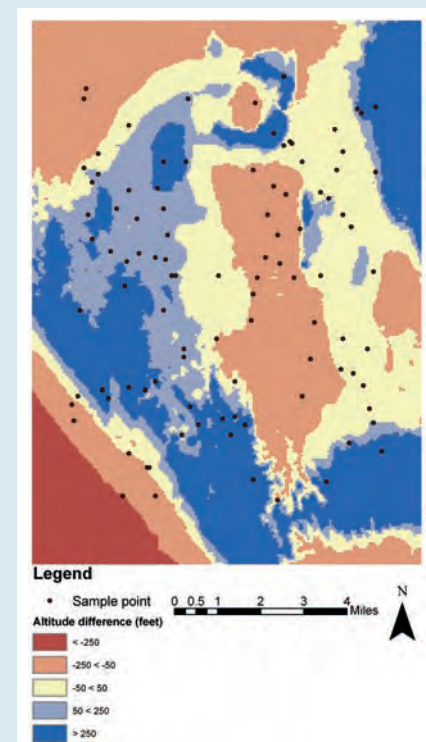 Legend
Sample point
0 0.5 1 2 3 4
Miles
N
Altitude difference (feet)
< -250
-250 < -50
-50 < 50
50 < 250
> 250